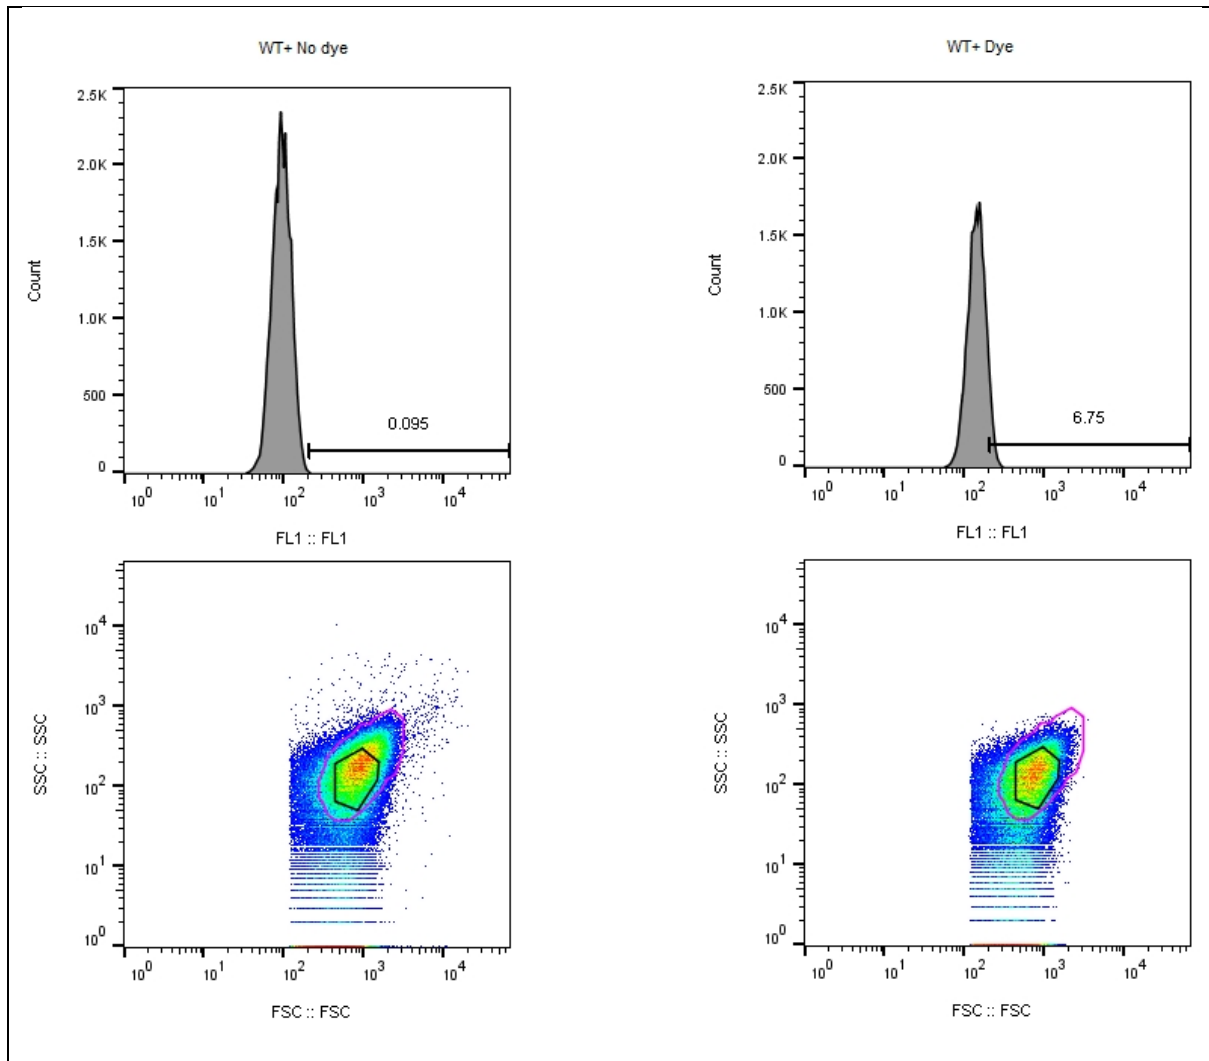 WT+ No dye
2.5K
2.0K
1.5K
1.0K
500
0
Count
0.095
10^0 10^1 10^2 10^3 10^4
FL1 :: FL1
10^4
10^3
10^2
10^1
10^0
SSC :: SSC
10^0 10^1 10^2 10^3 10^4
FSC :: FSC
WT+ Dye
2.5K
2.0K
1.5K
1.0K
500
0
Count
6.75
10^0 10^1 10^2 10^3 10^4
FL1 :: FL1
10^4
10^3
10^2
10^1
10^0
SSC :: SSC
10^0 10^1 10^2 10^3 10^4
FSC :: FSC